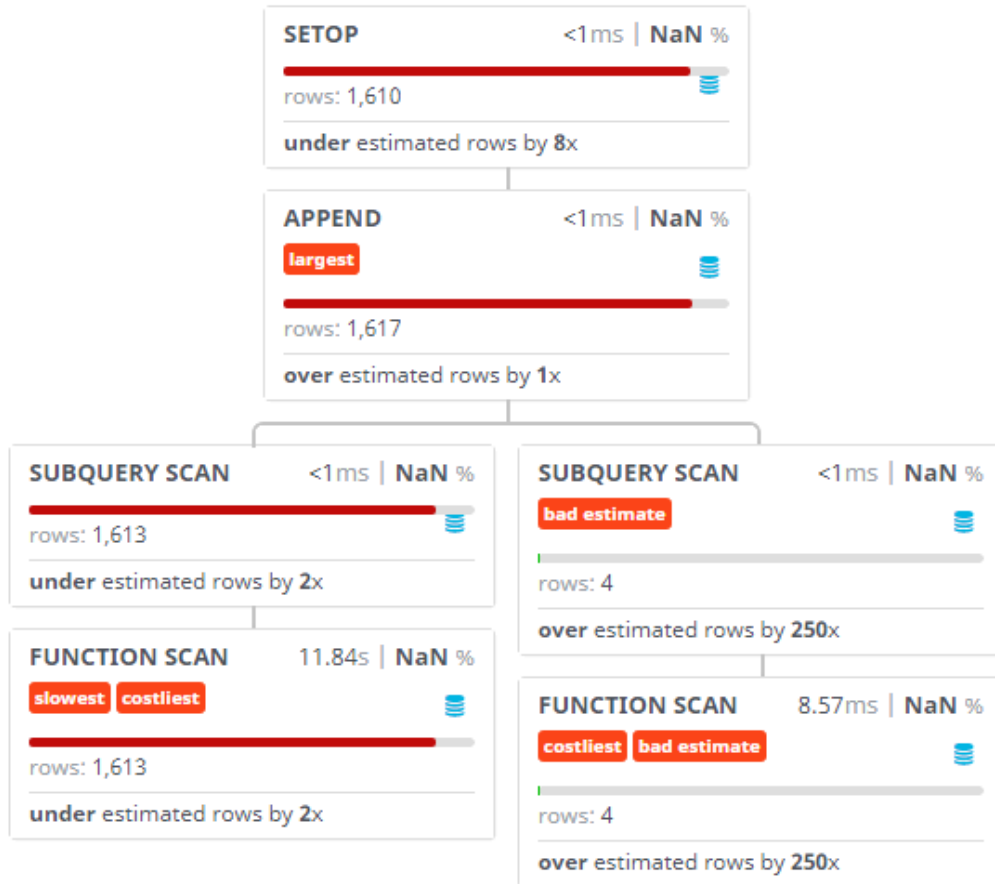 SETOP <1ms | NaN %
rows: 1,610
under estimated rows by 8x
APPEND <1ms | NaN %
largest
rows: 1,617
over estimated rows by 1x
SUBQUERY SCAN <1ms | NaN %
rows: 1,613
under estimated rows by 2x
FUNCTION SCAN 11.84s | NaN %
slowest costliest
rows: 1,613
under estimated rows by 2x
SUBQUERY SCAN <1ms | NaN %
bad estimate
rows: 4
over estimated rows by 250x
FUNCTION SCAN 8.57ms | NaN %
costliest bad estimate
rows: 4
over estimated rows by 250x